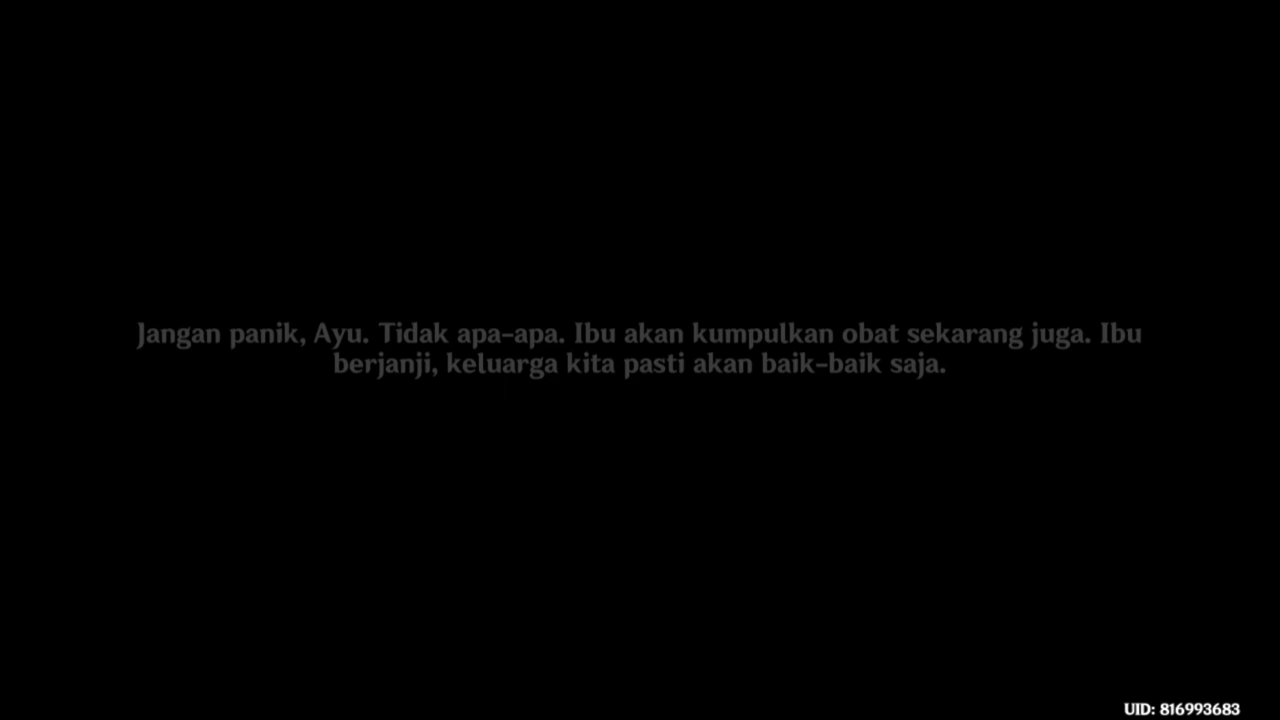 Jangan panik, Ayu. Tidak apa-apa. Ibu akan kumpulkan obat sekarang juga. Ibu
berjanji, keluarga kita pasti akan baik-baik saja.
UID: 816993683